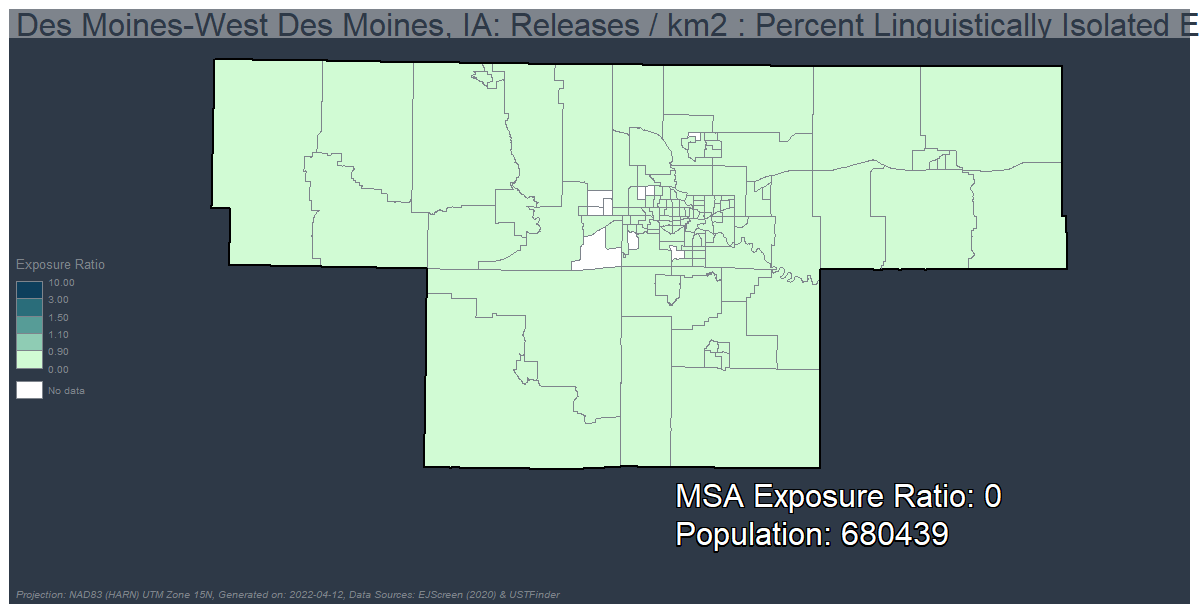 Des Moines-West Des Moines, IA: Releases / km2 : Percent Linguistically Isolated E
Exposure Ratio
10.00
3.00
1.50
1.10
0.90
0.00
No data
MSA Exposure Ratio: 0
Population: 680439
Projection: NAD83 (HARN) UTM Zone 15N, Generated on: 2022-04-12, Data Sources: EJScreen (2020) & USTFinder